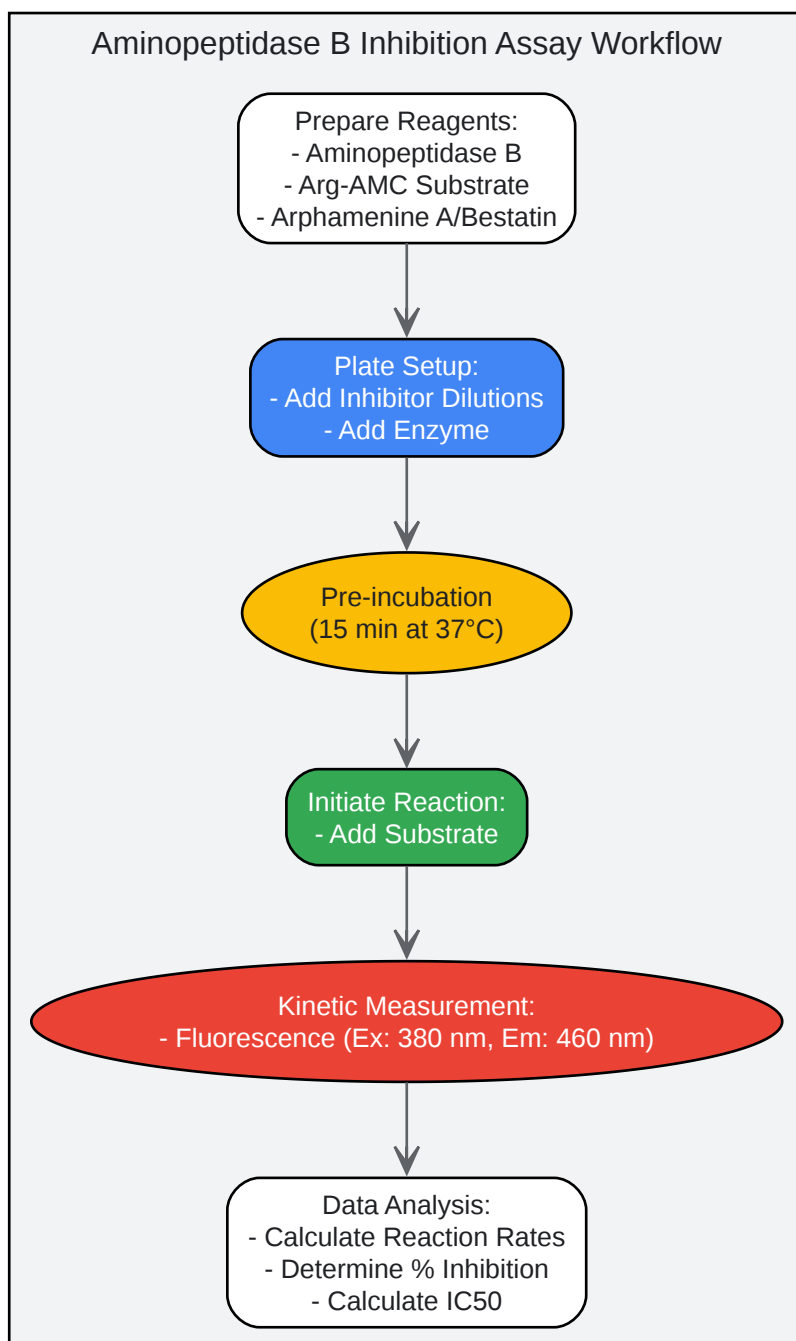 Aminopeptidase B Inhibition Assay Workflow
Prepare Reagents:
- Aminopeptidase B
- Arg-AMC Substrate
- Arphamenine A/Bestatin
Plate Setup:
- Add Inhibitor Dilutions
- Add Enzyme
Pre-incubation
(15 min at 37°C)
Initiate Reaction:
- Add Substrate
Kinetic Measurement:
- Fluorescence (Ex: 380 nm, Em: 460 nm)
Data Analysis:
- Calculate Reaction Rates
- Determine % Inhibition
- Calculate IC50